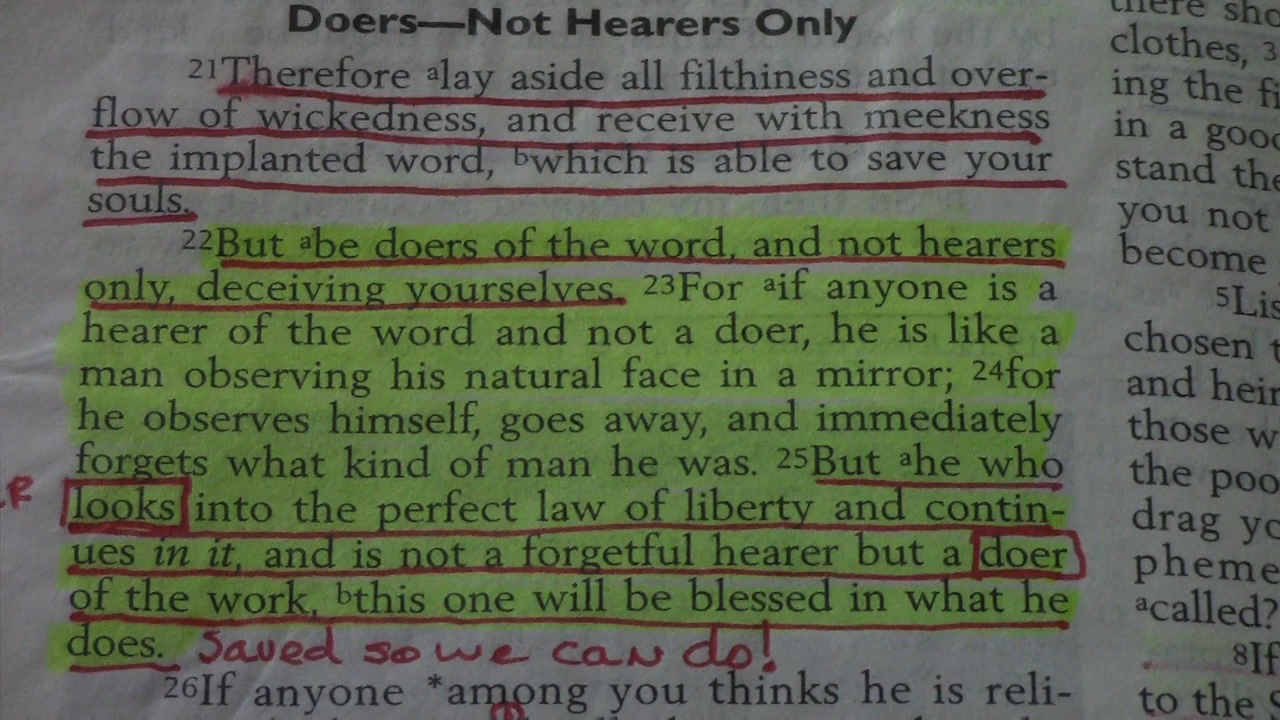 Doers—Not Hearers Only
21Therefore alay aside all filthiness and over-
flow of wickedness, and receive with meekness
the implanted word, bwhich is able to save your
souls.
22But abe doers of the word, and not hearers
only, deceiving yourselves. 23For aif anyone is a
hearer of the word and not a doer, he is like a
man observing his natural face in a mirror; 24for
he observes himself, goes away, and immediately
forgets what kind of man he was. 25But ahe who
looks into the perfect law of liberty and contin-
ues in it, and is not a forgetful hearer but a doer
of the work, bthis one will be blessed in what he
does. Saved so we can do!
26If anyone *among you thinks he is reli-
there sho
clothes, 3
ing the fi
in a good
stand the
you not
become
5Lis
chosen t
and heir
those w
the poo
drag yo
pheme
acalled?
8If
to the S